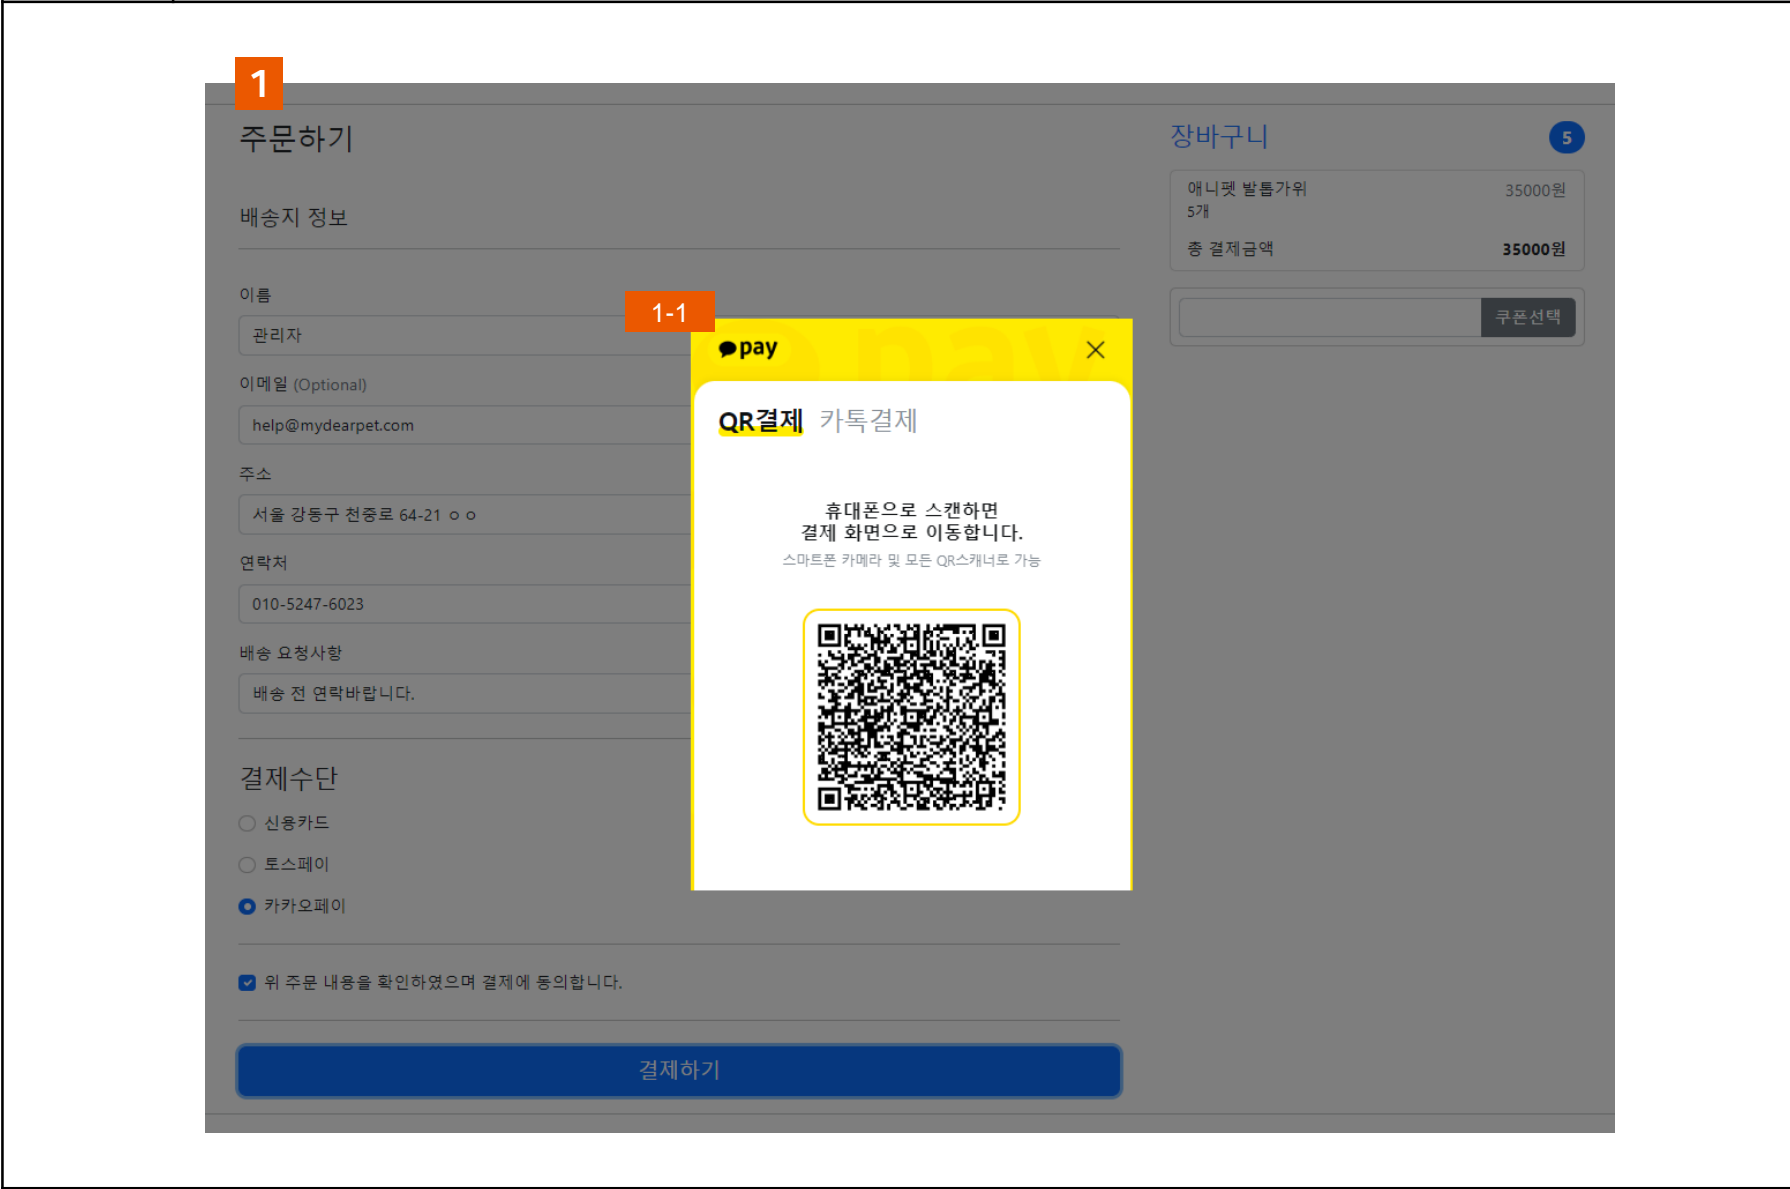 1
주문하기
배송지 정보
이름
관리자
이메일 (Optional)
help@mydearpet.com
주소
서울 강동구 천중로 64-21 ㅇㅇ
연락처
010-5247-6023
배송 요청사항
배송 전 연락바랍니다.
결제수단
신용카드
토스페이
카카오페이
위 주문 내용을 확인하였으며 결제에 동의합니다.
결제하기
1-1
pay
pay
QR결제 카톡결제
휴대폰으로 스캔하면
결제 화면으로 이동합니다.
스마트폰 카메라 및 모든 QR스캐너로 가능
장바구니 5
애니펫 발톱가위 35000원
5개
총 결제금액 35000원
쿠폰선택